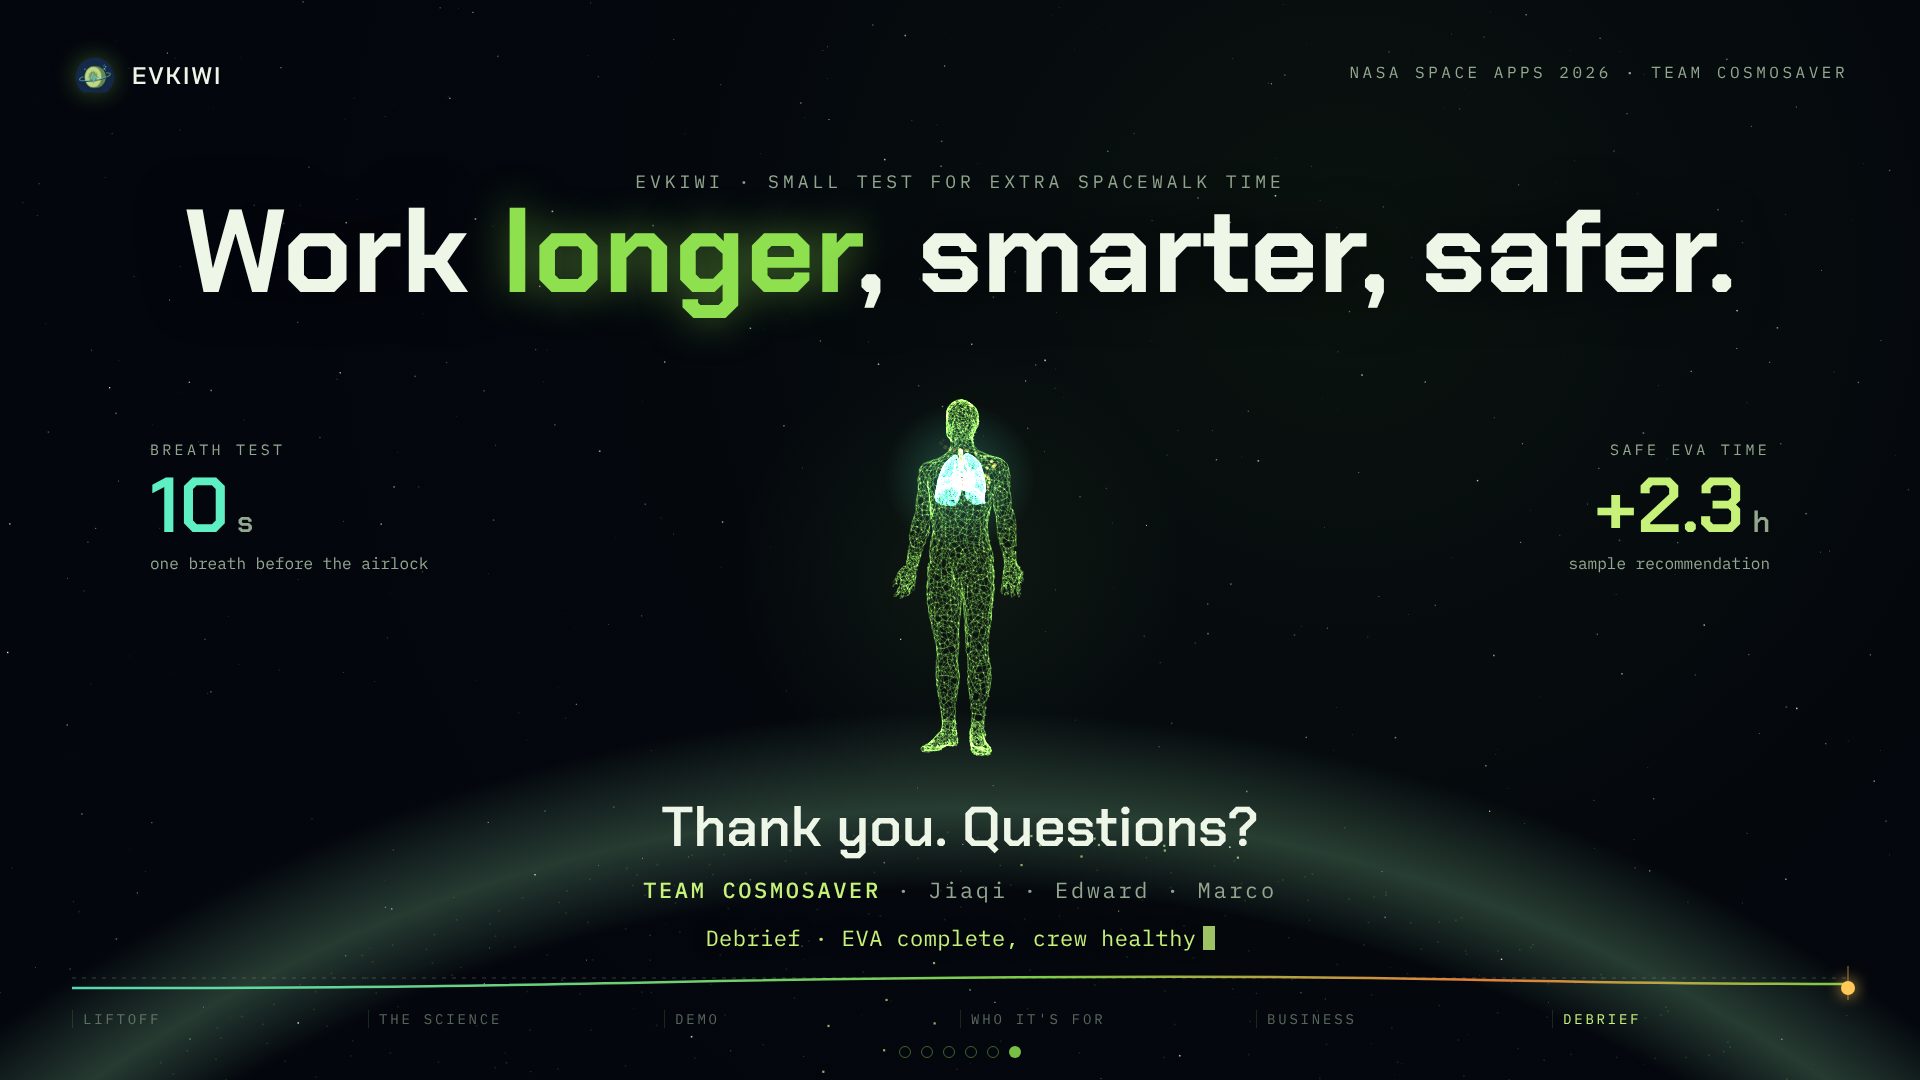 EVKIWI
NASA SPACE APPS 2026 · TEAM COSMOSAVER
EVKIWI · SMALL TEST FOR EXTRA SPACEWALK TIME
Work longer, smarter, safer.
BREATH TEST
10 s
one breath before the airlock
SAFE EVA TIME
+2.3 h
sample recommendation
Thank you. Questions?
TEAM COSMOSAVER · Jiaqi · Edward · Marco
Debrief · EVA complete, crew healthy
LIFTOFF
THE SCIENCE
DEMO
WHO IT'S FOR
BUSINESS
DEBRIEF